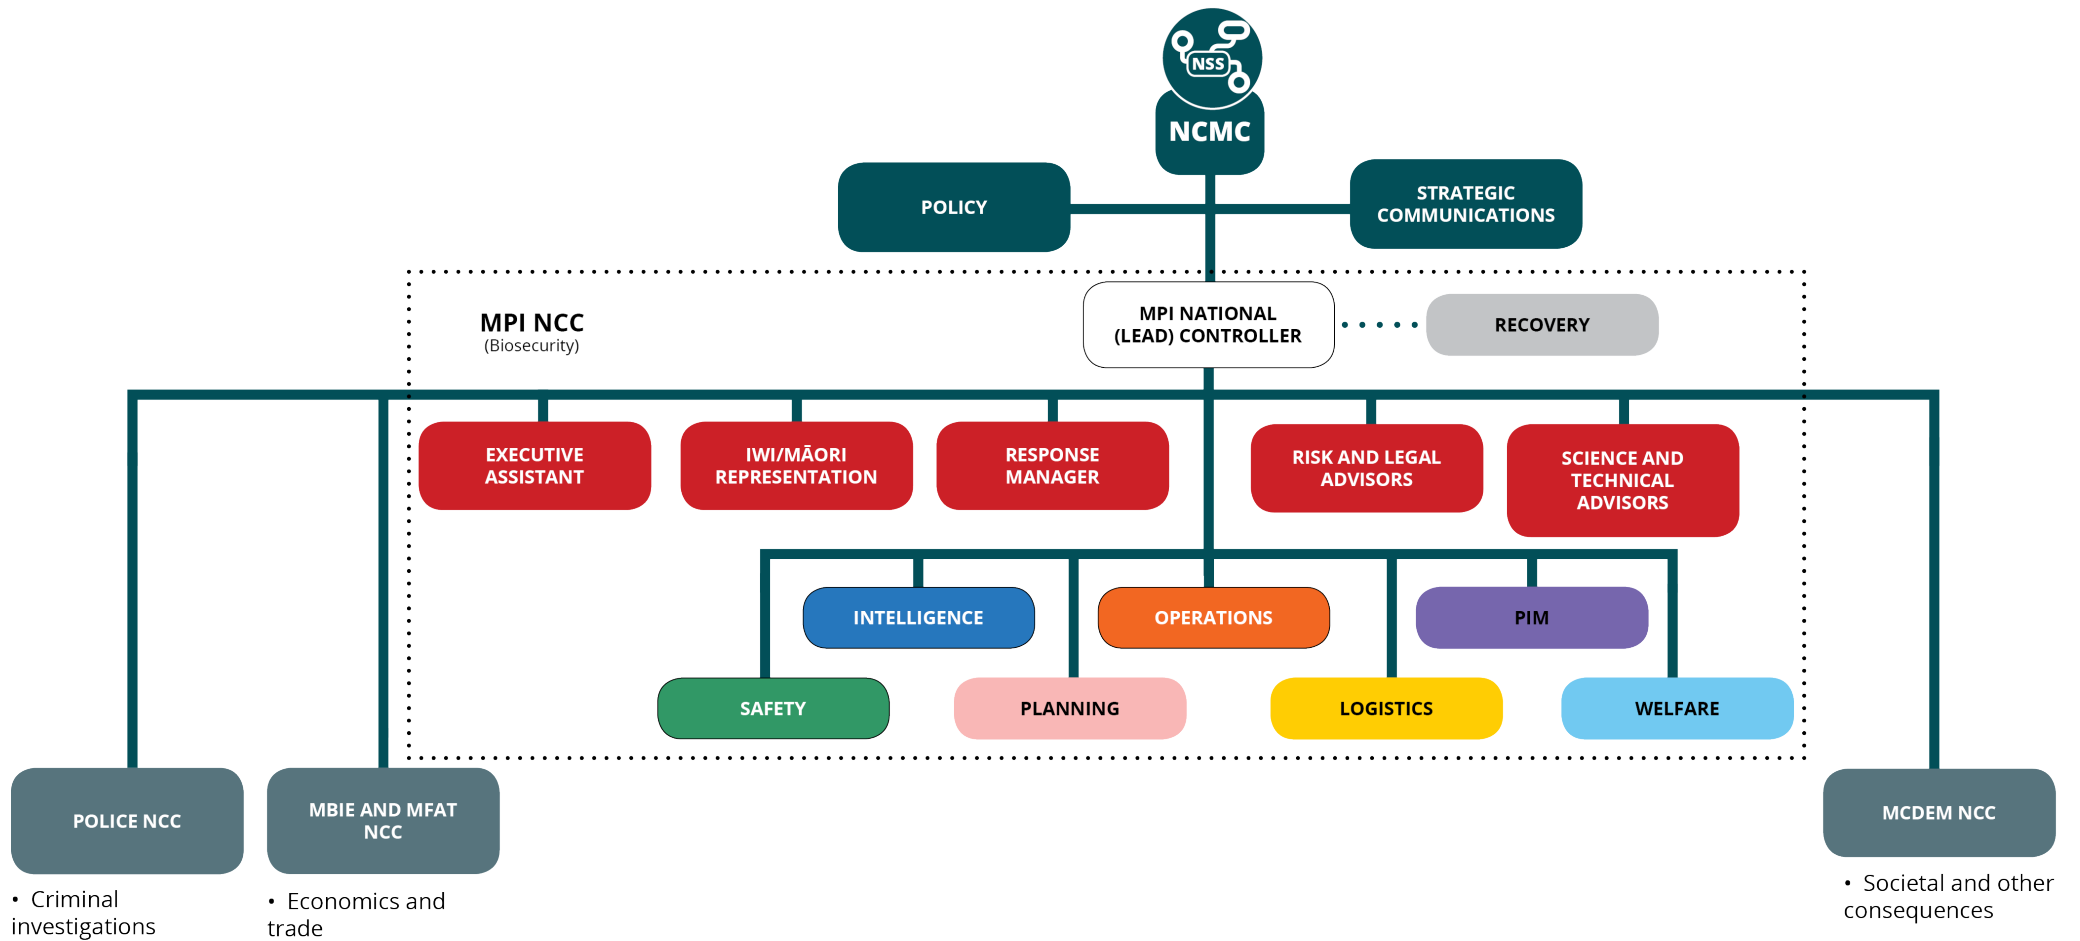 NSS
NCMC
POLICY
STRATEGIC
COMMUNICATIONS
MPI NCC
(Biosecurity)
MPI NATIONAL
(LEAD) CONTROLLER
RECOVERY
EXECUTIVE
ASSISTANT
IWI/MĀORI
REPRESENTATION
RESPONSE
MANAGER
RISK AND LEGAL
ADVISORS
SCIENCE AND
TECHNICAL
ADVISORS
INTELLIGENCE
OPERATIONS
PIM
SAFETY
PLANNING
LOGISTICS
WELFARE
POLICE NCC
• Criminal
investigations
MBIE AND MFAT
NCC
• Economics and
trade
MCDEM NCC
• Societal and other
consequences